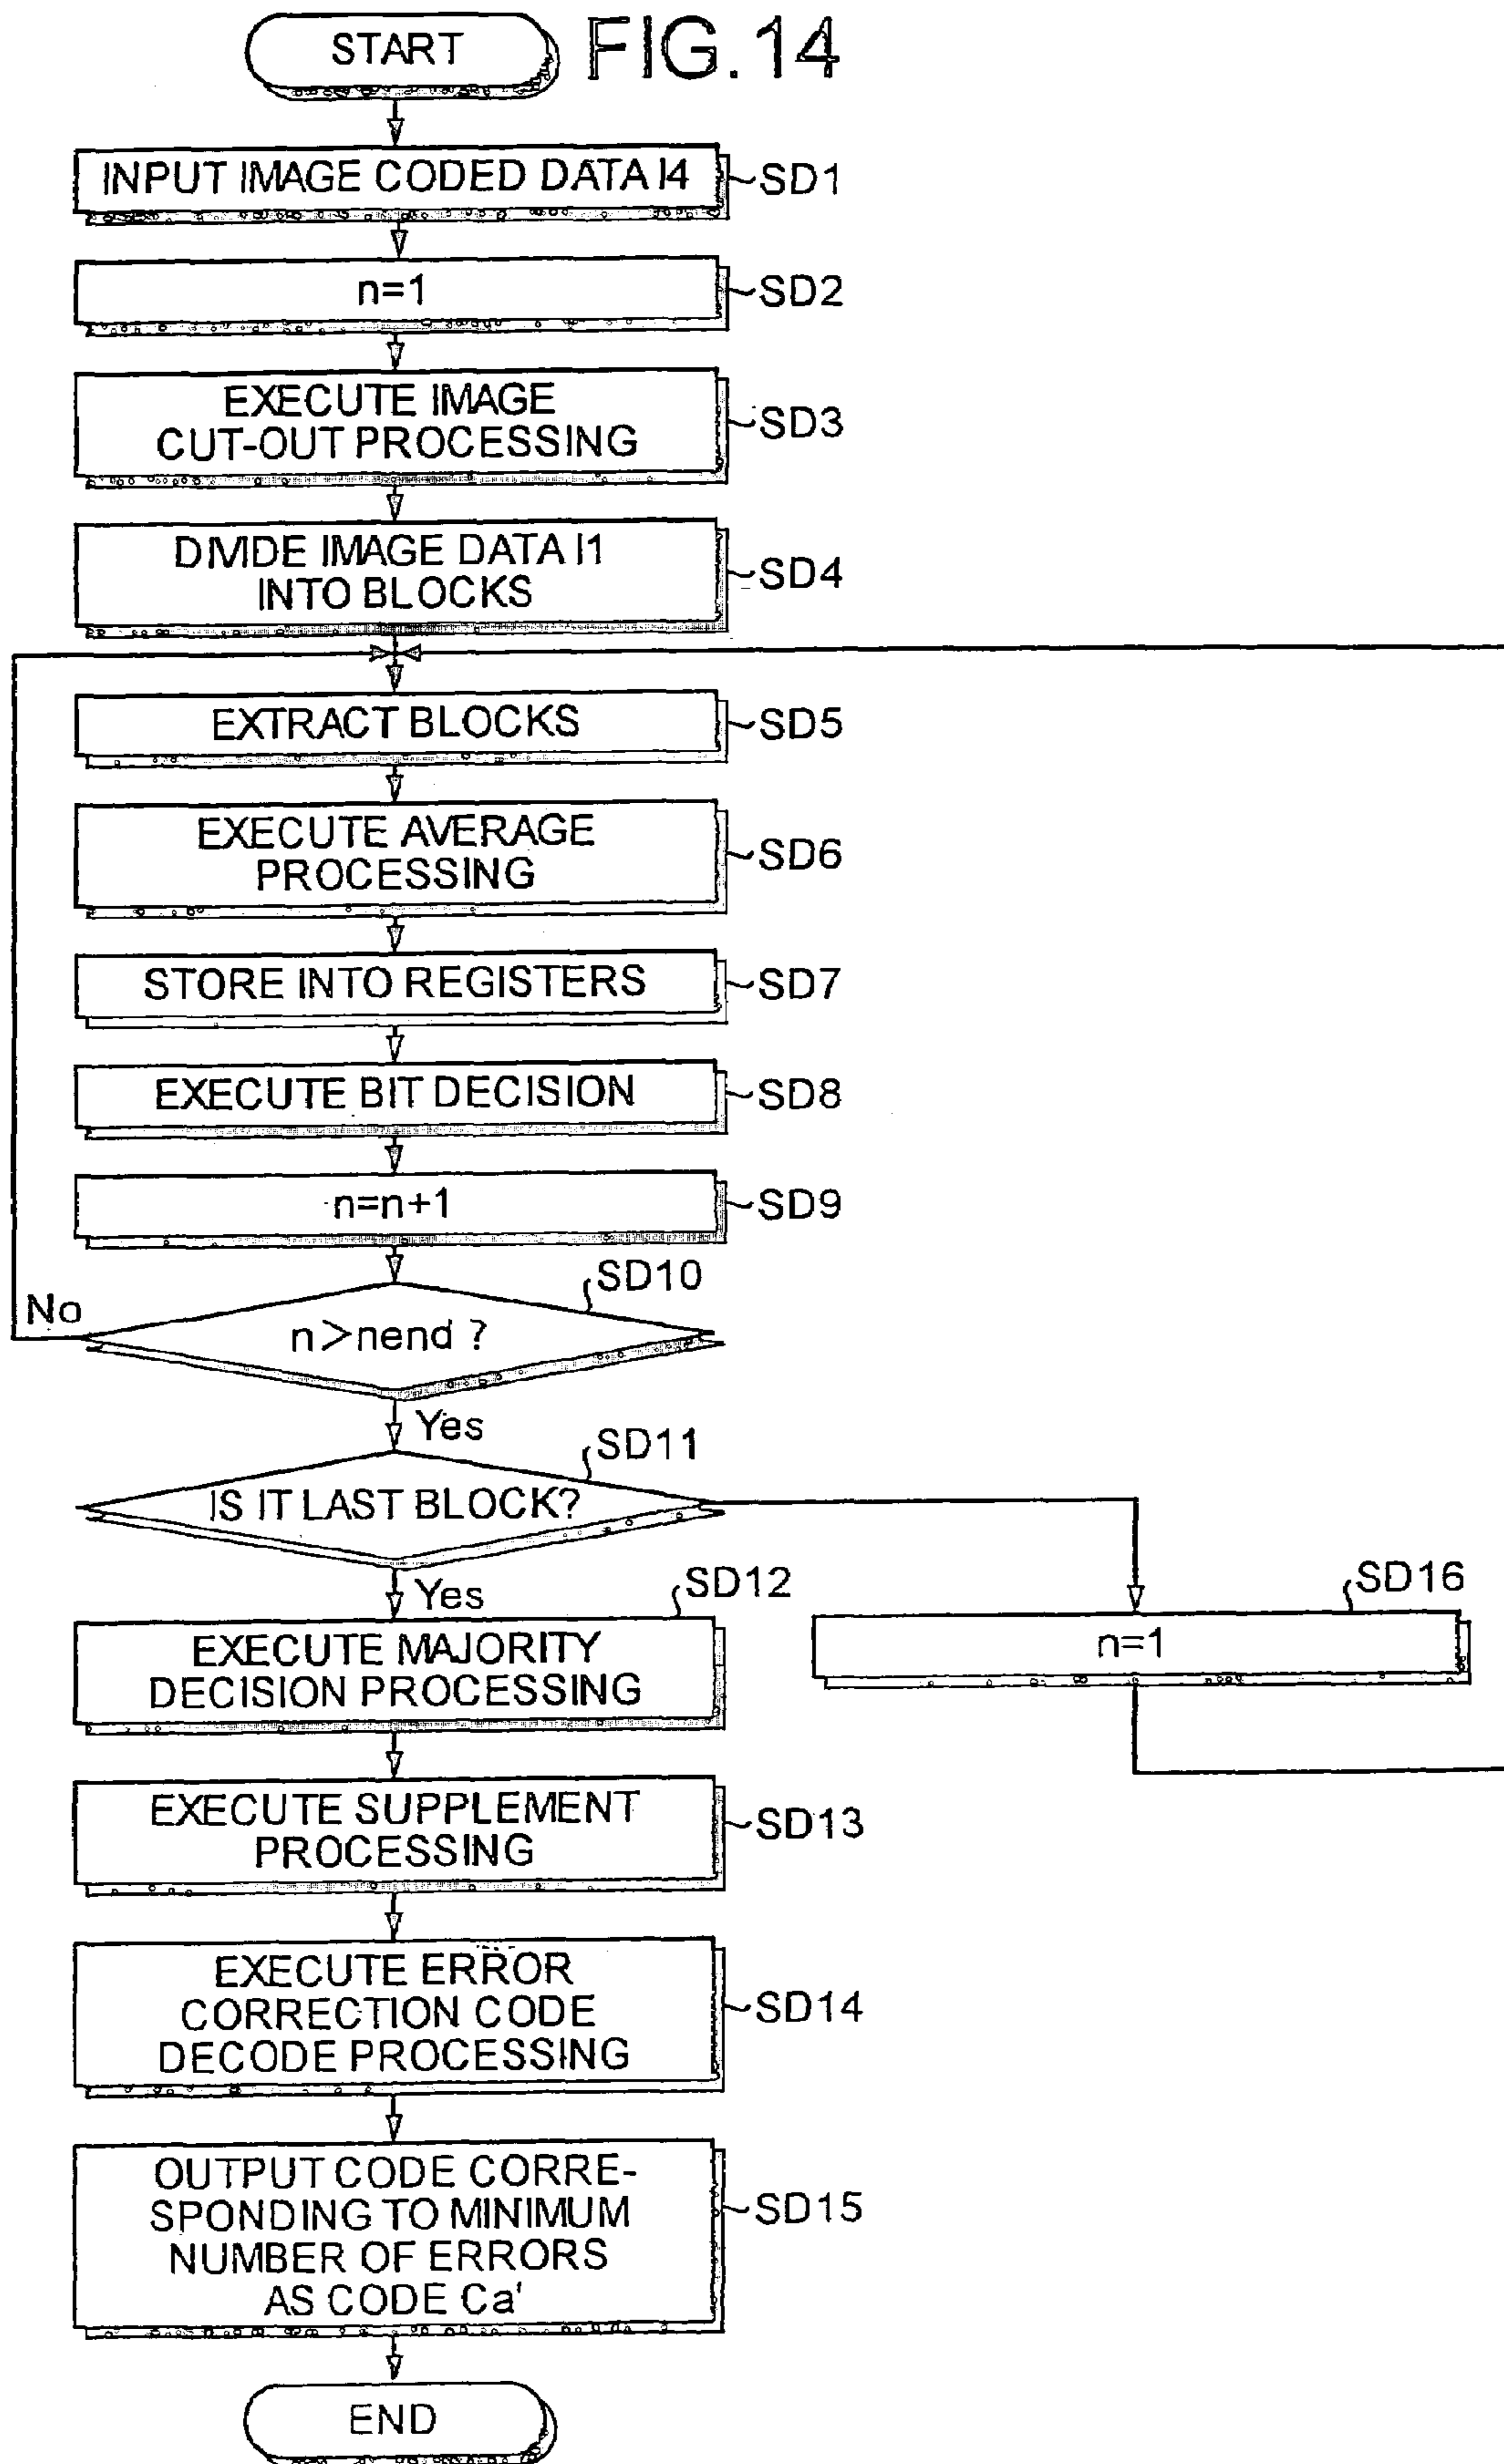 START
FIG.14
INPUT IMAGE CODED DATA I4
SD1
n=1
SD2
EXECUTE IMAGE
CUT-OUT PROCESSING
SD3
DIVIDE IMAGE DATA I1
INTO BLOCKS
SD4
EXTRACT BLOCKS
SD5
EXECUTE AVERAGE
PROCESSING
SD6
STORE INTO REGISTERS
SD7
EXECUTE BIT DECISION
SD8
n=n+1
SD9
SD10
No
n>nend ?
Yes
SD11
IS IT LAST BLOCK?
Yes
SD12
EXECUTE MAJORITY
DECISION PROCESSING
SD16
n=1
EXECUTE SUPPLEMENT
PROCESSING
SD13
EXECUTE ERROR
CORRECTION CODE
DECODE PROCESSING
SD14
OUTPUT CODE CORRE-
SPONDING TO MINIMUM
NUMBER OF ERRORS
AS CODE Ca'
SD15
END